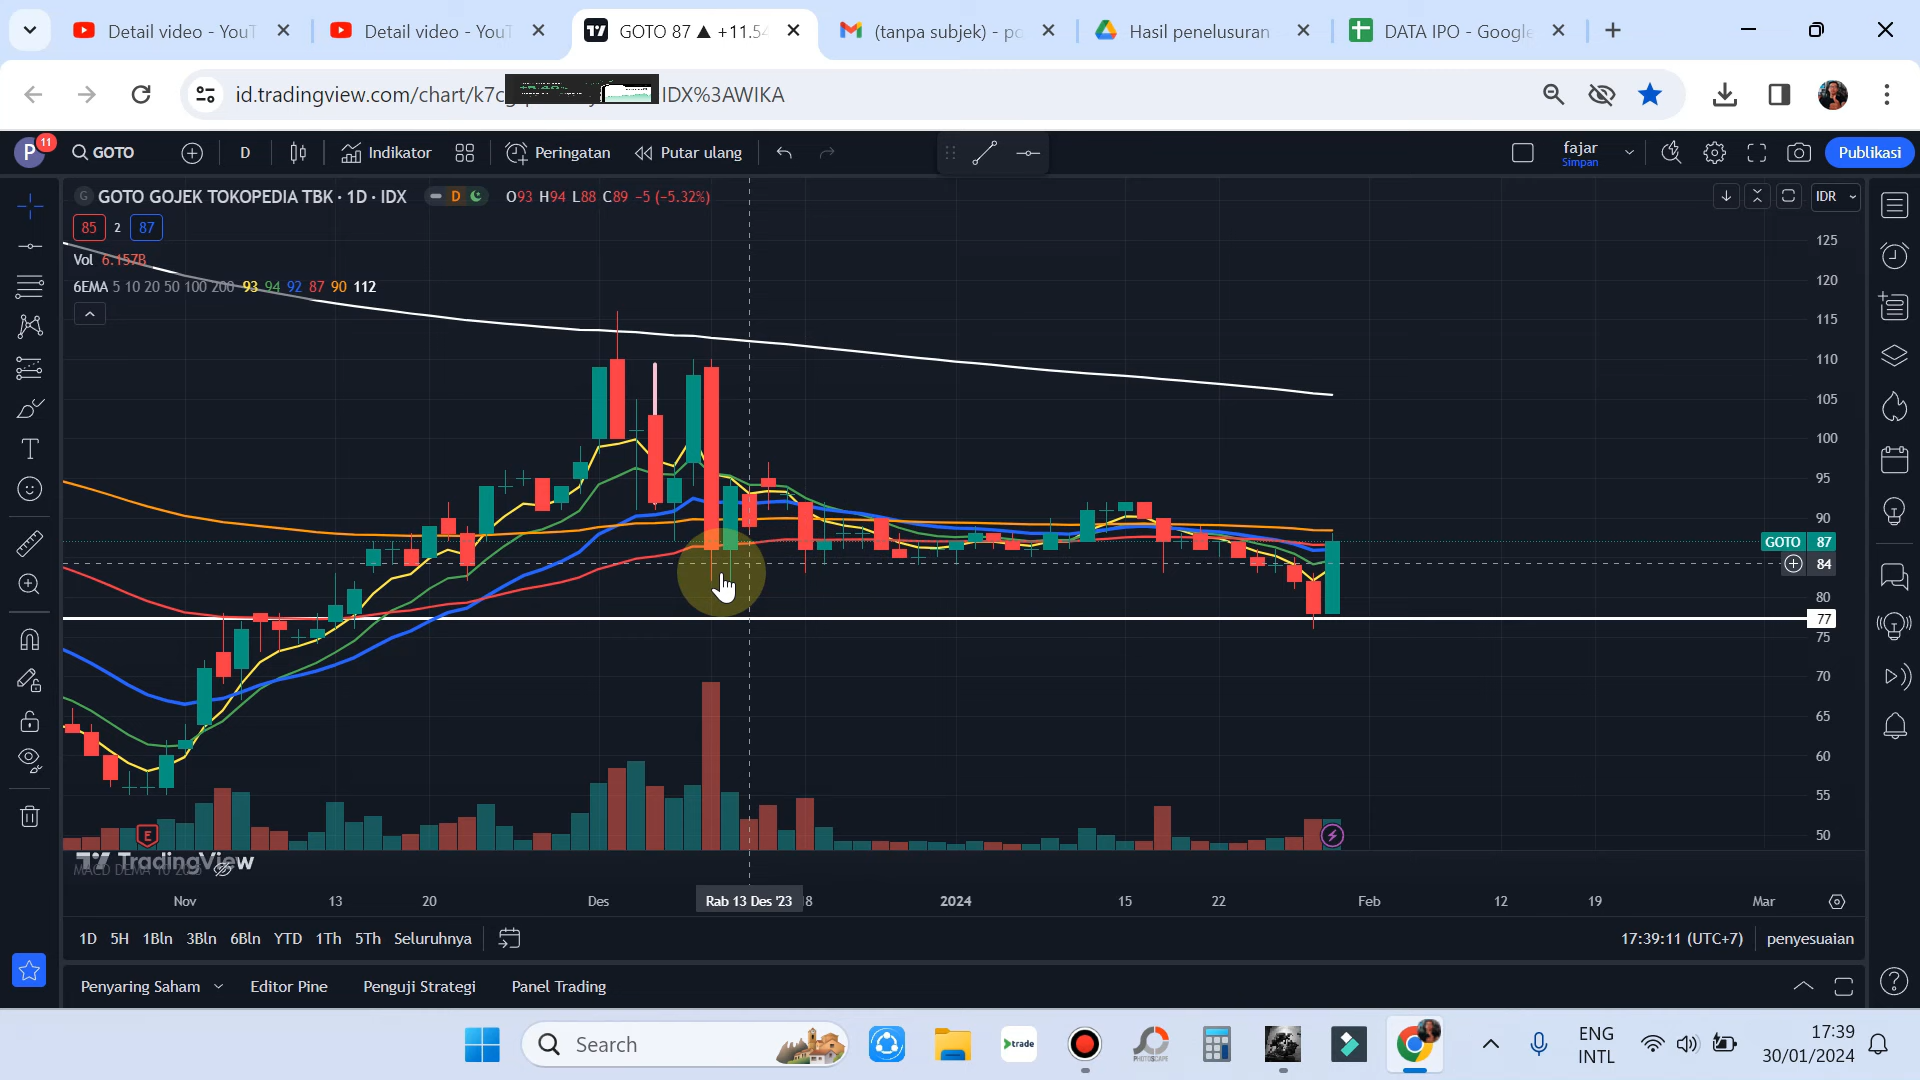 Detail video - YouT
Detail video - YouT
GOTO 87 ▲ +11.54
(tanpa subjek) - po
Hasil penelusuran
DATA IPO - Google
id.tradingview.com/chart/k7c
IDX%3AWIKA
P
11
GOTO
D
Indikator
Peringatan
Putar ulang
fajar
Simpan
Publikasi
G GOTO GOJEK TOKOPEDIA TBK · 1D · IDX
D
O93 H94 L88 C89 −5 (−5.32%)
IDR
85 2 87
Vol 6.157B
6EMA 5 10 20 50 100 200 93 94 92 87 90 112
125
120
115
110
105
100
95
90
GOTO 87
84
80
77
75
70
65
60
55
50
E
TradingView
Nov
13
20
Des
Rab 13 Des '23
8
2024
15
22
Feb
12
19
Mar
1D 5H 1Bln 3Bln 6Bln YTD 1Th 5Th Seluruhnya
17:39:11 (UTC+7)
penyesuaian
Penyaring Saham
Editor Pine
Penguji Strategi
Panel Trading
Search
trade
PHOTOSCAPE
ENG
INTL
17:39
30/01/2024